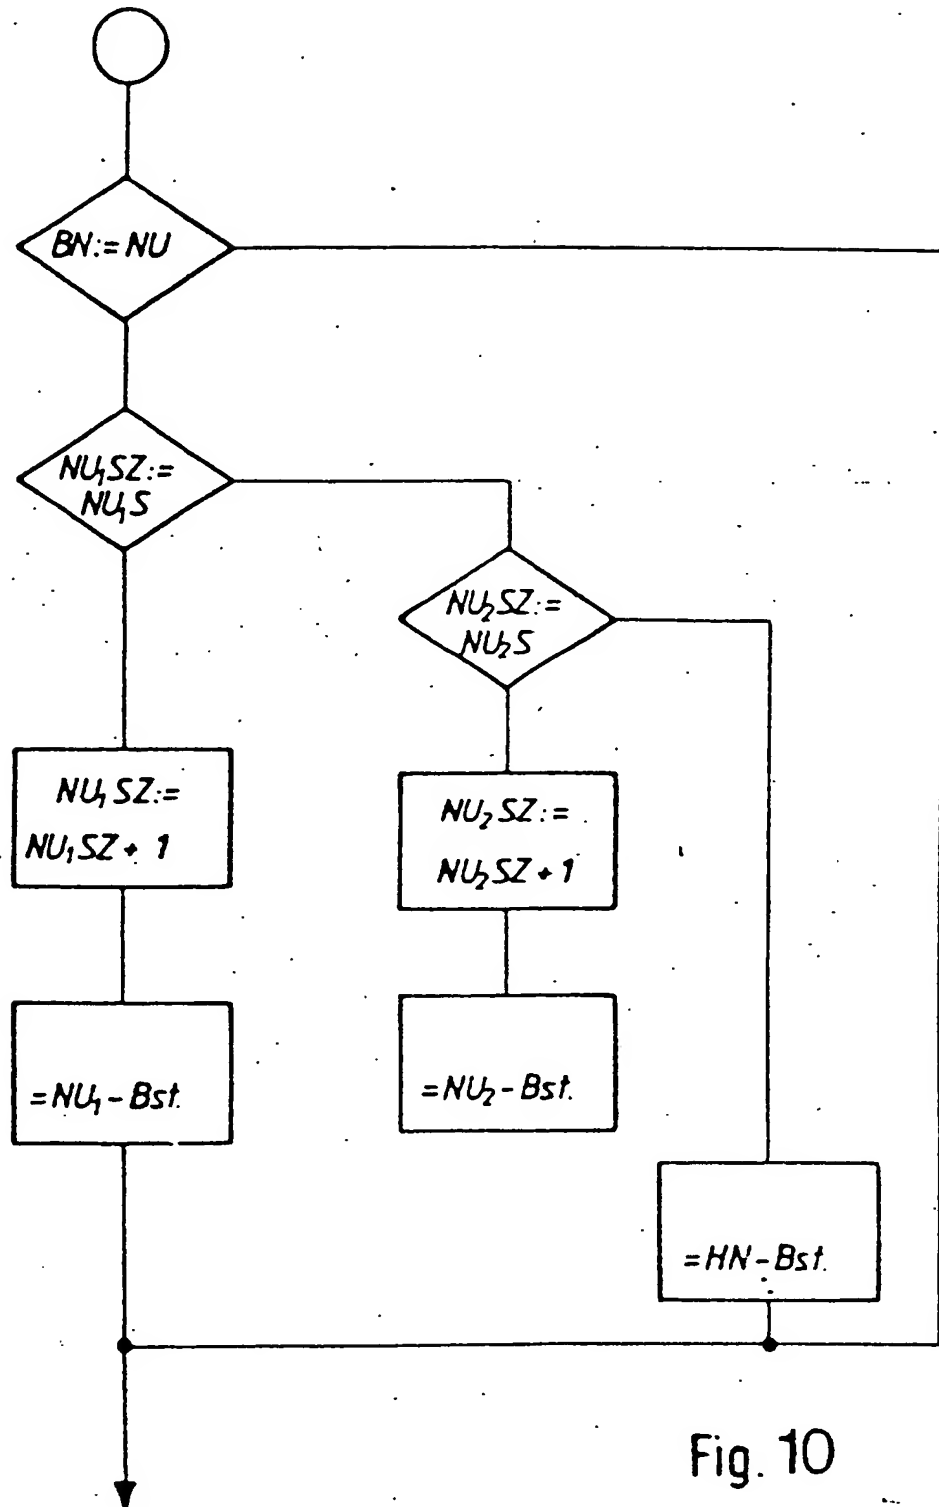 BN:= NU
NU₁SZ:=
NU₁S
NU₂SZ:=
NU₂S
NU₁SZ:=
NU₁SZ + 1
NU₂SZ:=
NU₂SZ + 1
=NU₁-Bst.
=NU₂-Bst.
=HN-Bst.
Fig. 10